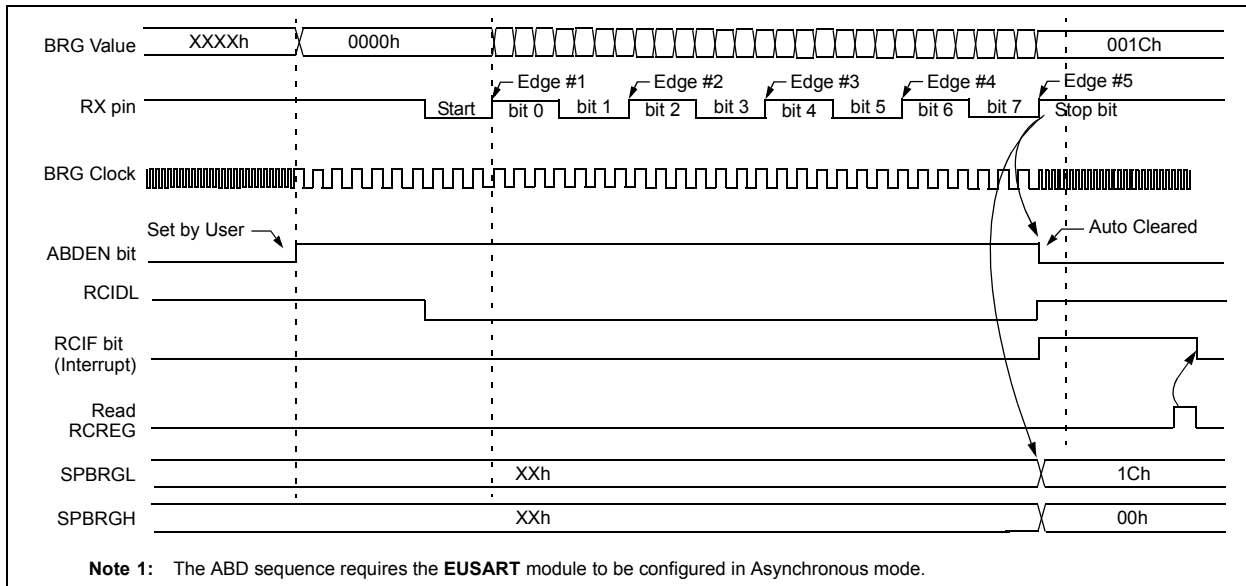 BRG Value XXXXh 0000h 001Ch
Edge #1 Edge #2 Edge #3 Edge #4 Edge #5
RX pin Start bit 0 bit 1 bit 2 bit 3 bit 4 bit 5 bit 6 bit 7 Stop bit
BRG Clock
Set by User Auto Cleared
ABDEN bit
RCIDL
RCIF bit
(Interrupt)
Read
RCREG
SPBRGL XXh 1Ch
SPBRGH XXh 00h
Note 1: The ABD sequence requires the EUSART module to be configured in Asynchronous mode.